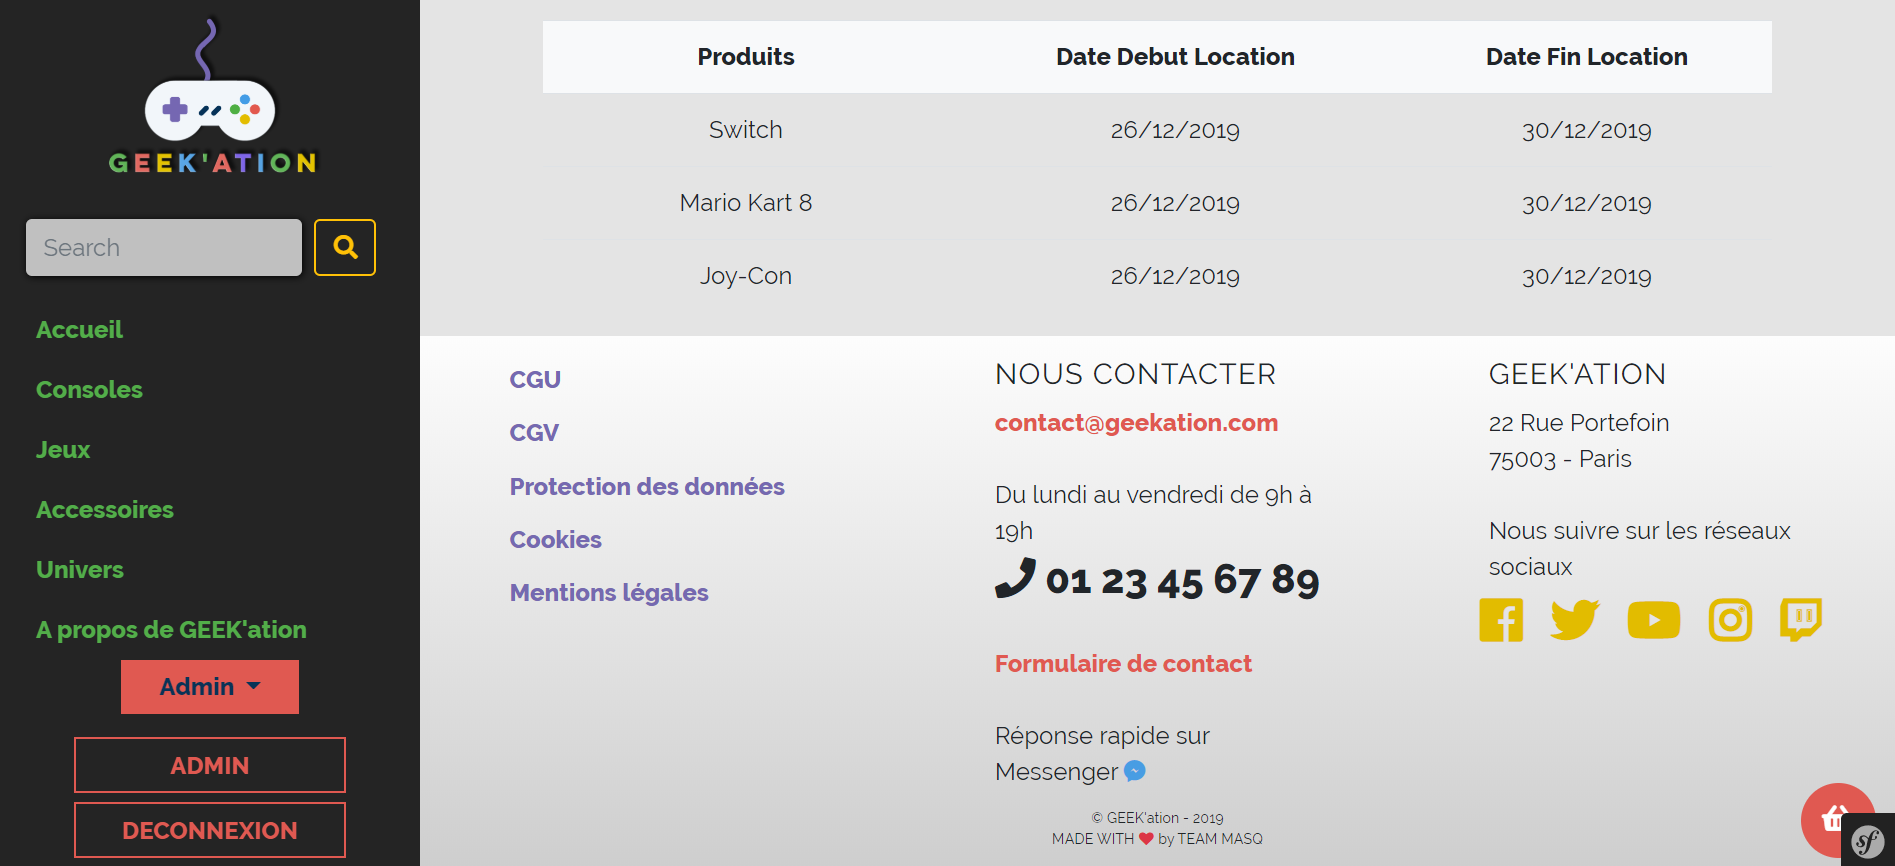 GEEK'ATION
Search
Accueil
Consoles
Jeux
Accessoires
Univers
A propos de GEEK'ation
Admin
ADMIN
DECONNEXION
Produits Date Debut Location Date Fin Location
Switch 26/12/2019 30/12/2019
Mario Kart 8 26/12/2019 30/12/2019
Joy-Con 26/12/2019 30/12/2019
CGU
CGV
Protection des données
Cookies
Mentions légales
NOUS CONTACTER
contact@geekation.com
Du lundi au vendredi de 9h à
19h
01 23 45 67 89
Formulaire de contact
Réponse rapide sur
Messenger
GEEK'ATION
22 Rue Portefoin
75003 - Paris
Nous suivre sur les réseaux
sociaux
© GEEK'ation - 2019
MADE WITH ❤ by TEAM MASQ
sf